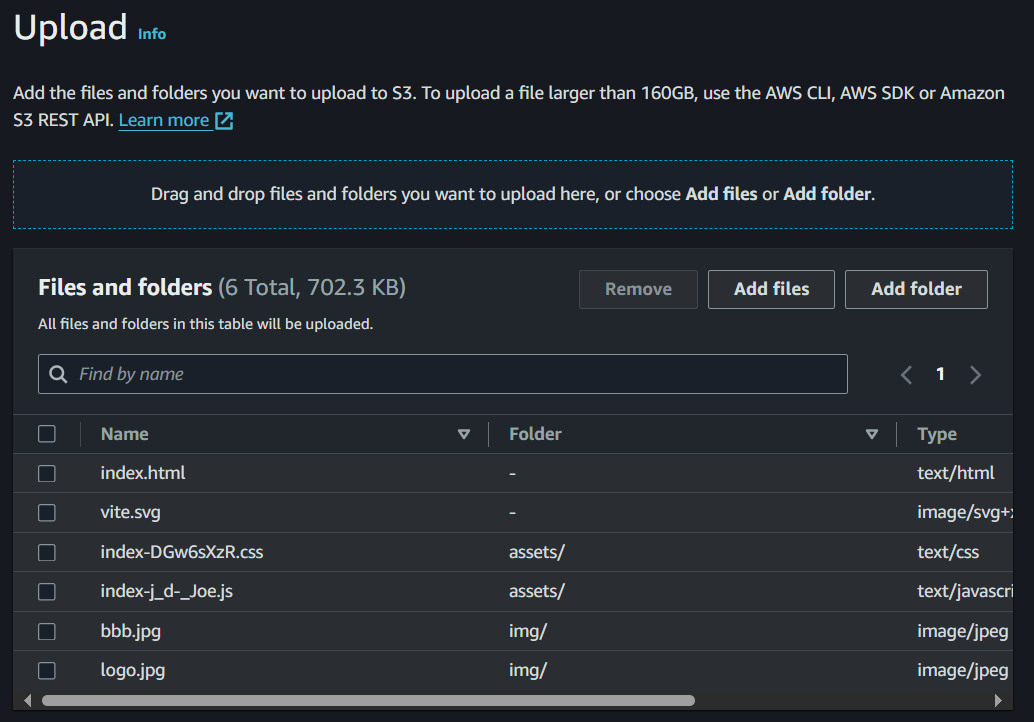 Upload Info
Add the files and folders you want to upload to S3. To upload a file larger than 160GB, use the AWS CLI, AWS SDK or Amazon
S3 REST API. Learn more
Drag and drop files and folders you want to upload here, or choose Add files or Add folder.
Files and folders (6 Total, 702.3 KB) Remove Add files Add folder
All files and folders in this table will be uploaded.
Find by name 1
Name Folder Type
index.html - text/html
vite.svg - image/svg+
index-DGw6sXzR.css assets/ text/css
index-j_d-_Joe.js assets/ text/javascri
bbb.jpg img/ image/jpeg
logo.jpg img/ image/jpeg